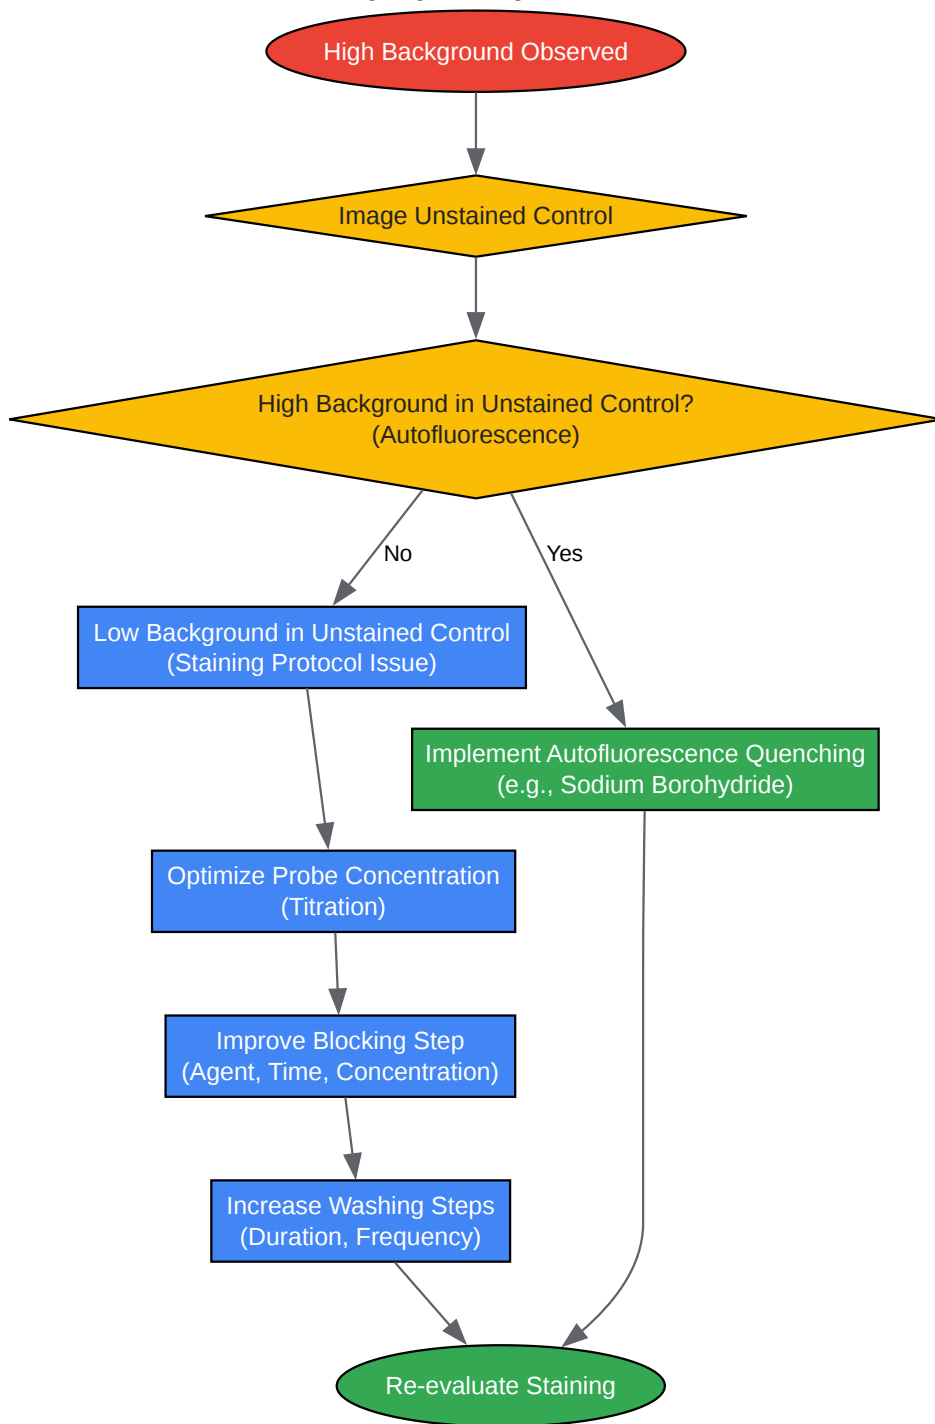 High Background Observed
Image Unstained Control
High Background in Unstained Control?
(Autofluorescence)
No
Yes
Low Background in Unstained Control
(Staining Protocol Issue)
Implement Autofluorescence Quenching
(e.g., Sodium Borohydride)
Optimize Probe Concentration
(Titration)
Improve Blocking Step
(Agent, Time, Concentration)
Increase Washing Steps
(Duration, Frequency)
Re-evaluate Staining